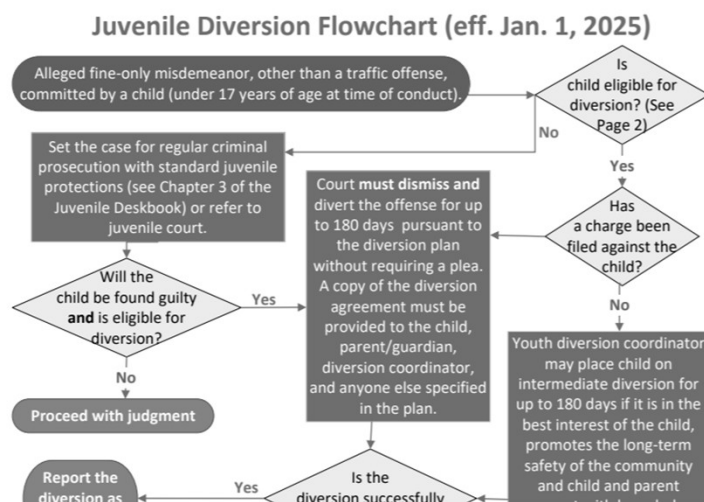 Juvenile Diversion Flowchart (eff. Jan. 1, 2025)
Alleged fine-only misdemeanor, other than a traffic offense,
committed by a child (under 17 years of age at time of conduct).
Is
child eligible for
diversion? (See
Page 2)
No
Yes
Set the case for regular criminal
prosecution with standard juvenile
protections (see Chapter 3 of the
Juvenile Deskbook) or refer to
juvenile court.
Court must dismiss and
divert the offense for up
to 180 days pursuant to
the diversion plan
without requiring a plea.
A copy of the diversion
agreement must be
provided to the child,
parent/guardian,
diversion coordinator,
and anyone else specified
in the plan.
Has
a charge been
filed against the
child?
Will the
child be found guilty
and is eligible for
diversion?
Yes
No
No
Youth diversion coordinator
may place child on
intermediate diversion for
up to 180 days if it is in the
best interest of the child,
promotes the long-term
safety of the community
and child and parent
Proceed with judgment
Report the
diversion as
Yes
Is the
diversion successfully